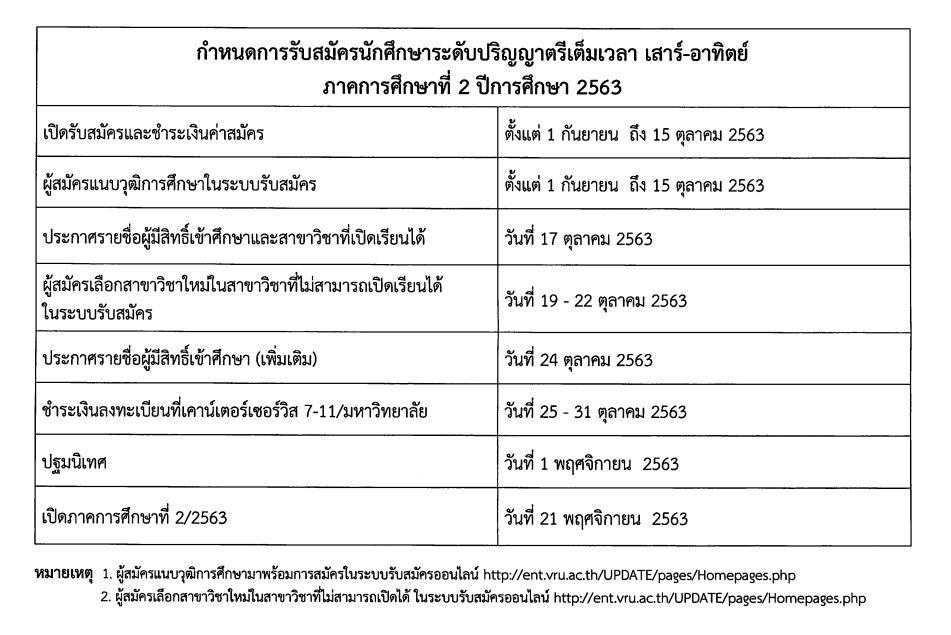 กำหนดการรับสมัครนักศึกษาระดับปริญญาตรีเต็มเวลา เสาร์-อาทิตย์
ภาคการศึกษาที่ 2 ปีการศึกษา 2563
เปิดรับสมัครและชำระเงินค่าสมัคร ตั้งแต่ 1 กันยายน ถึง 15 ตุลาคม 2563
ผู้สมัครแนบวุฒิการศึกษาในระบบรับสมัคร ตั้งแต่ 1 กันยายน ถึง 15 ตุลาคม 2563
ประกาศรายชื่อผู้มีสิทธิ์เข้าศึกษาและสาขาวิชาที่เปิดเรียนได้ วันที่ 17 ตุลาคม 2563
ผู้สมัครเลือกสาขาวิชาใหม่ในสาขาวิชาที่ไม่สามารถเปิดเรียนได้
ในระบบรับสมัคร
วันที่ 19 - 22 ตุลาคม 2563
ประกาศรายชื่อผู้มีสิทธิ์เข้าศึกษา (เพิ่มเติม) วันที่ 24 ตุลาคม 2563
ชำระเงินลงทะเบียนที่เคาน์เตอร์เซอร์วิส 7-11/มหาวิทยาลัย วันที่ 25 - 31 ตุลาคม 2563
ปฐมนิเทศ วันที่ 1 พฤศจิกายน 2563
เปิดภาคการศึกษาที่ 2/2563 วันที่ 21 พฤศจิกายน 2563
หมายเหตุ 1. ผู้สมัครแนบวุฒิการศึกษามาพร้อมการสมัครในระบบรับสมัครออนไลน์ http://ent.vru.ac.th/UPDATE/pages/Homepages.php
2. ผู้สมัครเลือกสาขาวิชาใหม่ในสาขาวิชาที่ไม่สามารถเปิดได้ ในระบบรับสมัครออนไลน์ http://ent.vru.ac.th/UPDATE/pages/Homepages.php